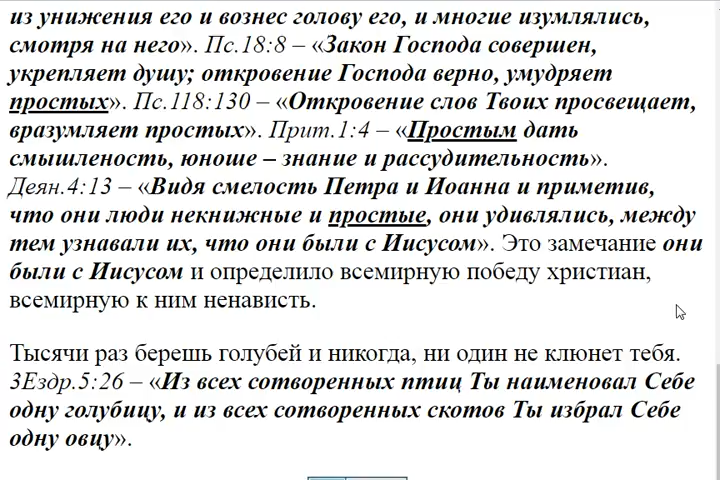 из унижения его и вознес голову его, и многие изумлялись,
смотря на него». Пс.18:8 – «Закон Господа совершен,
укрепляет душу; откровение Господа верно, умудряет
простых». Пс.118:130 – «Откровение слов Твоих просвещает,
вразумляет простых». Прит.1:4 – «Простым дать
смышленость, юноше – знание и рассудительность».
Деян.4:13 – «Видя смелость Петра и Иоанна и приметив,
что они люди некнижные и простые, они удивлялись, между
тем узнавали их, что они были с Иисусом». Это замечание они
были с Иисусом и определило всемирную победу христиан,
всемирную к ним ненависть.
Тысячи раз берешь голубей и никогда, ни один не клюнет тебя.
3Ездр.5:26 – «Из всех сотворенных птиц Ты наименовал Себе
одну голубицу, и из всех сотворенных скотов Ты избрал Себе
одну овцу».